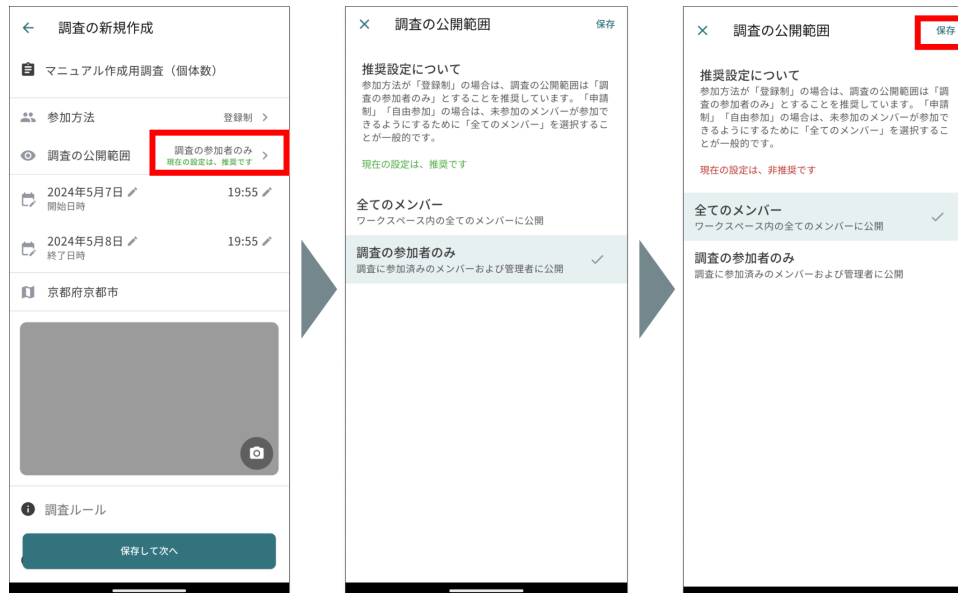 調査の新規作成
マニュアル作成用調査（個体数）
参加方法
登録制
調査の公開範囲
調査の参加者のみ
現在の設定は、推奨です
2024年5月7日
19:55
開始日時
2024年5月8日
19:55
終了日時
京都府京都市
調査ルール
保存して次へ
調査の公開範囲
保存
推奨設定について
参加方法が「登録制」の場合は、調査の公開範囲は「調
査の参加者のみ」とすることを推奨しています。「申請
制」「自由参加」の場合は、未参加のメンバーが参加で
きるようにするために「全てのメンバー」を選択するこ
とが一般的です。
現在の設定は、推奨です
全てのメンバー
ワークスペース内の全てのメンバーに公開
調査の参加者のみ
調査に参加済みのメンバーおよび管理者に公開
調査の公開範囲
保存
推奨設定について
参加方法が「登録制」の場合は、調査の公開範囲は「調
査の参加者のみ」とすることを推奨しています。「申請
制」「自由参加」の場合は、未参加のメンバーが参加で
きるようにするために「全てのメンバー」を選択するこ
とが一般的です。
現在の設定は、非推奨です
全てのメンバー
ワークスペース内の全てのメンバーに公開
調査の参加者のみ
調査に参加済みのメンバーおよび管理者に公開